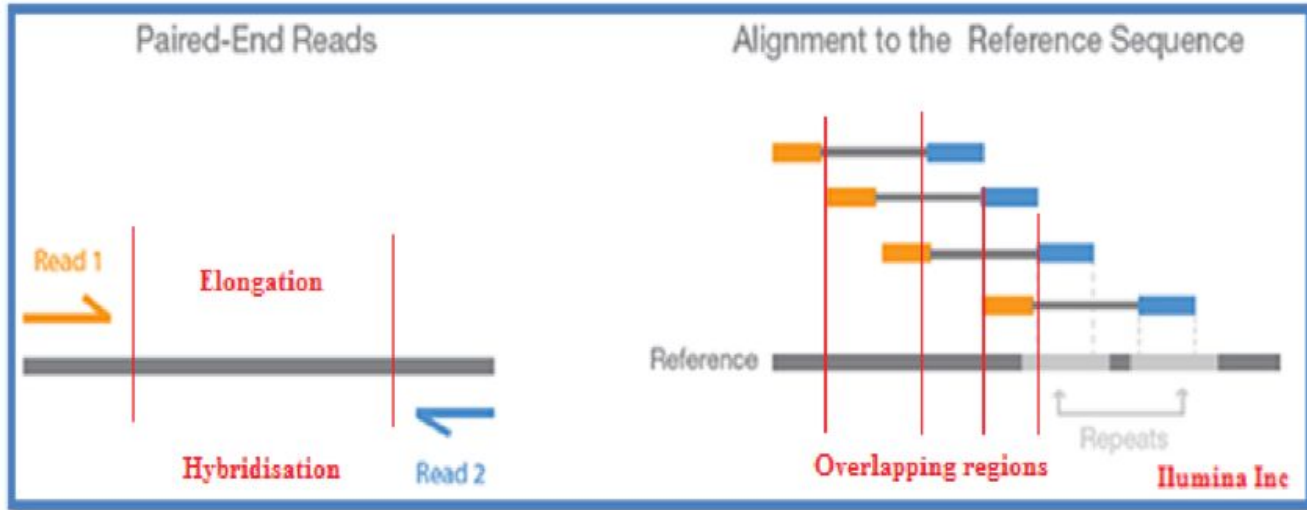 Paired-End Reads
Alignment to the Reference Sequence
Read 1
Elongation
Reference
Hybridisation
Read 2
Repeats
Overlapping regions
Ilumina Inc